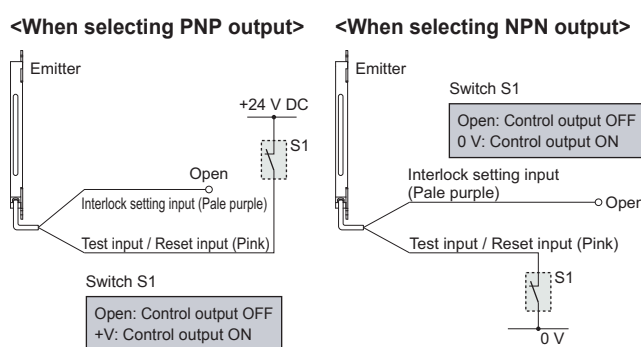 <When selecting PNP output>
Emitter
+24 V DC
S1
Open
Interlock setting input (Pale purple)
Test input / Reset input (Pink)
Switch S1
Open: Control output OFF
+V: Control output ON
<When selecting NPN output>
Emitter
Switch S1
Open: Control output OFF
0 V: Control output ON
Interlock setting input
(Pale purple)
Open
Test input / Reset input (Pink)
S1
0 V